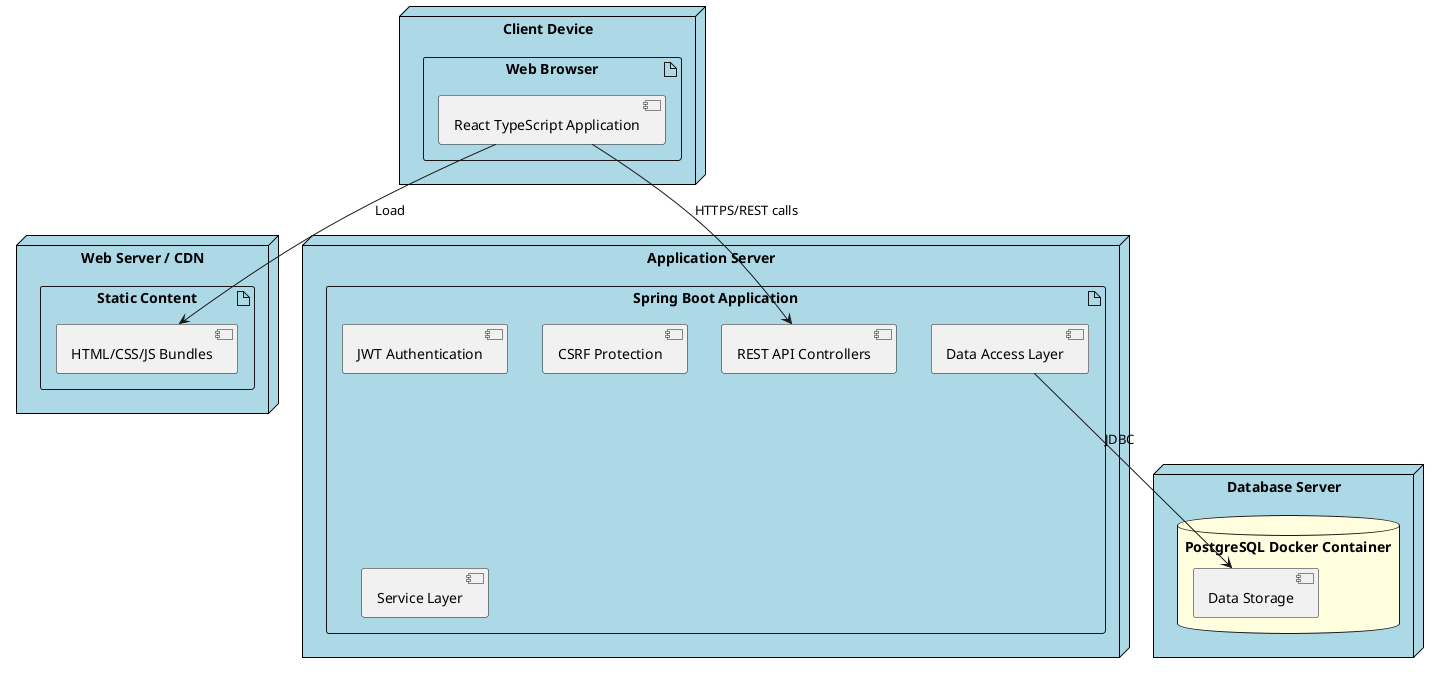 Client Device
Web Browser
React TypeScript Application
Load
HTTPS/REST calls
Web Server / CDN
Static Content
HTML/CSS/JS Bundles
Application Server
Spring Boot Application
JWT Authentication
CSRF Protection
REST API Controllers
Data Access Layer
JDBC
Service Layer
Database Server
PostgreSQL Docker Container
Data Storage